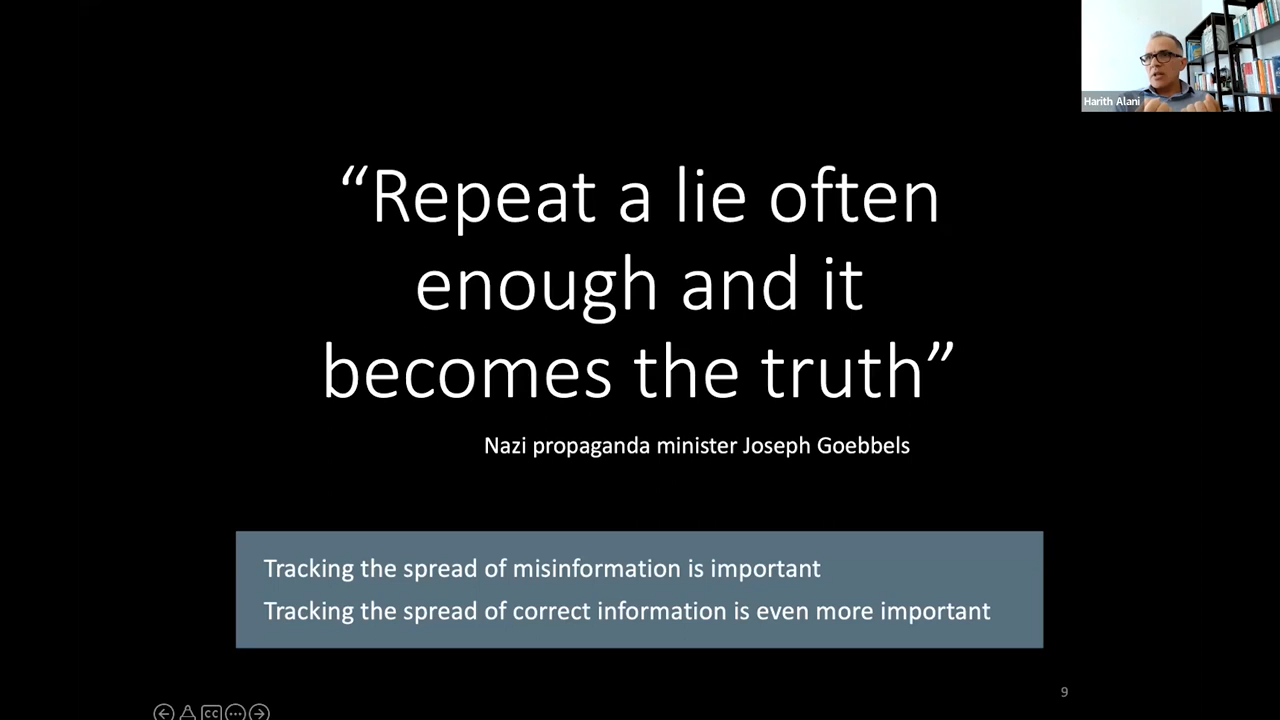 Harith Alani
“Repeat a lie often
enough and it
becomes the truth”
Nazi propaganda minister Joseph Goebbels
Tracking the spread of misinformation is important
Tracking the spread of correct information is even more important
9
CC